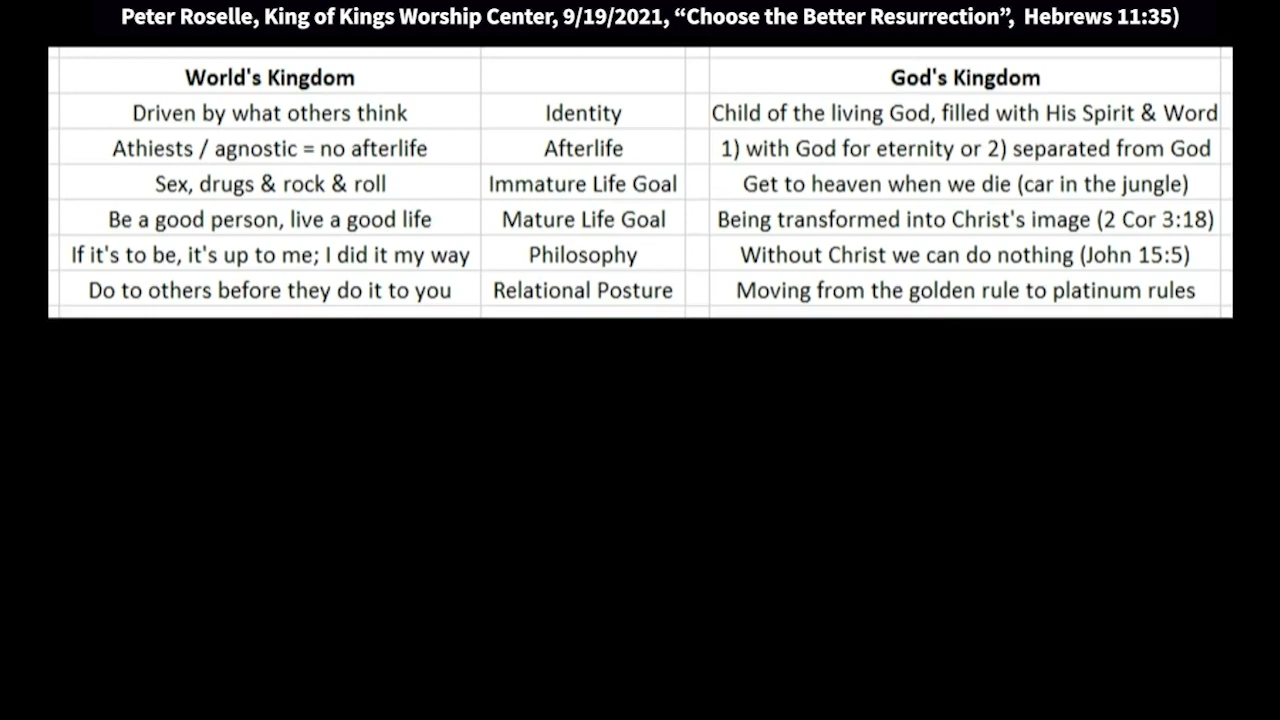 Peter Roselle, King of Kings Worship Center, 9/19/2021, “Choose the Better Resurrection”, Hebrews 11:35)
World's Kingdom God's Kingdom
Driven by what others think Identity Child of the living God, filled with His Spirit & Word
Athiests / agnostic = no afterlife Afterlife 1) with God for eternity or 2) separated from God
Sex, drugs & rock & roll Immature Life Goal Get to heaven when we die (car in the jungle)
Be a good person, live a good life Mature Life Goal Being transformed into Christ's image (2 Cor 3:18)
If it's to be, it's up to me; I did it my way Philosophy Without Christ we can do nothing (John 15:5)
Do to others before they do it to you Relational Posture Moving from the golden rule to platinum rules